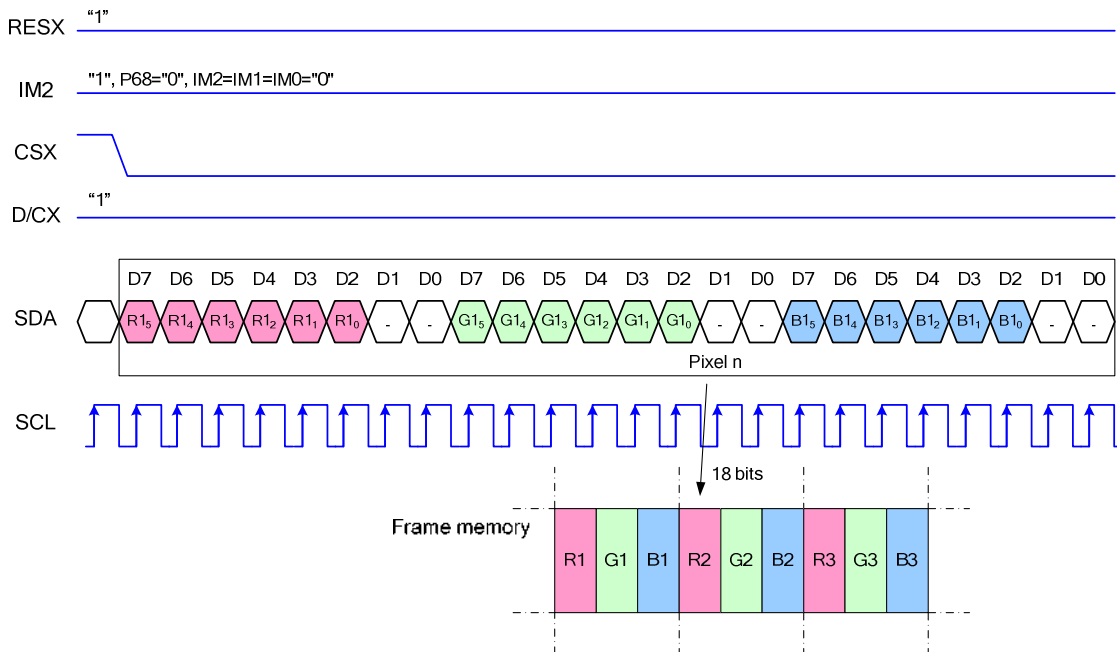 RESX "1"
IM2 "1", P68="0", IM2=IM1=IM0="0"
CSX
D/CX "1"
D7 D6 D5 D4 D3 D2 D1 D0 D7 D6 D5 D4 D3 D2 D1 D0 D7 D6 D5 D4 D3 D2 D1 D0
SDA R1₅ R1₄ R1₃ R1₂ R1₁ R1₀ - - G1₅ G1₄ G1₃ G1₂ G1₁ G1₀ - - B1₅ B1₄ B1₃ B1₂ B1₁ B1₀ - -
Pixel n
SCL
18 bits
Frame memory
R1 G1 B1 R2 G2 B2 R3 G3 B3